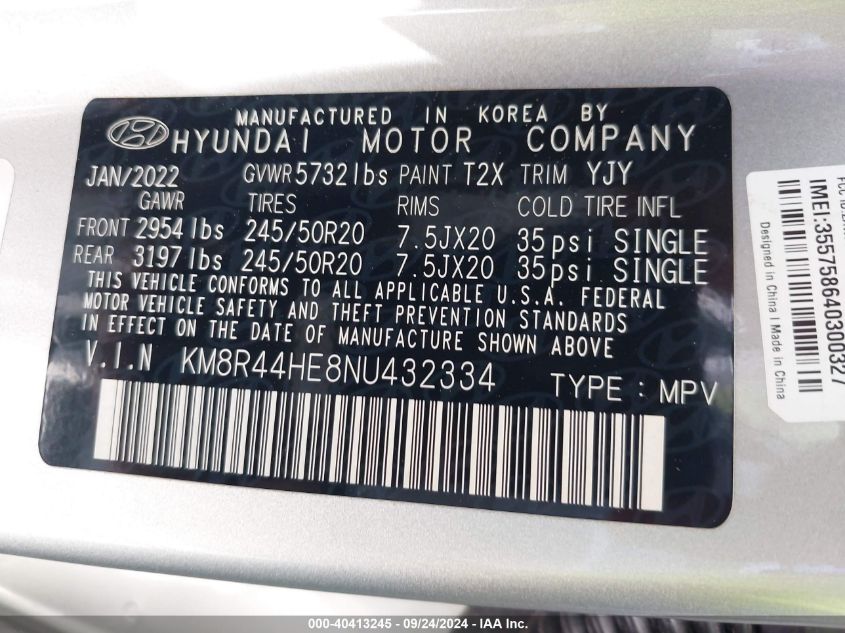 MANUFACTURED IN KOREA BY
HYUNDAI MOTOR COMPANY
JAN/2022 GVWR 5732 lbs PAINT T2X TRIM YJY
GAWR TIRES RIMS COLD TIRE INFL
FRONT 2954 lbs 245/50R20 7.5JX20 35 psi SINGLE
REAR 3197 lbs 245/50R20 7.5JX20 35 psi SINGLE
THIS VEHICLE CONFORMS TO ALL APPLICABLE U.S.A. FEDERAL
MOTOR VEHICLE SAFETY AND THEFT PREVENTION STANDARDS
IN EFFECT ON THE DATE OF MANUFACTURE SHOWN ABOVE.
V.I.N KM8R44HE8NU432334 TYPE : MPV
IMEI:355758640300327
Designed in China | Made in China
000-40413245 - 09/24/2024 - IAA Inc.